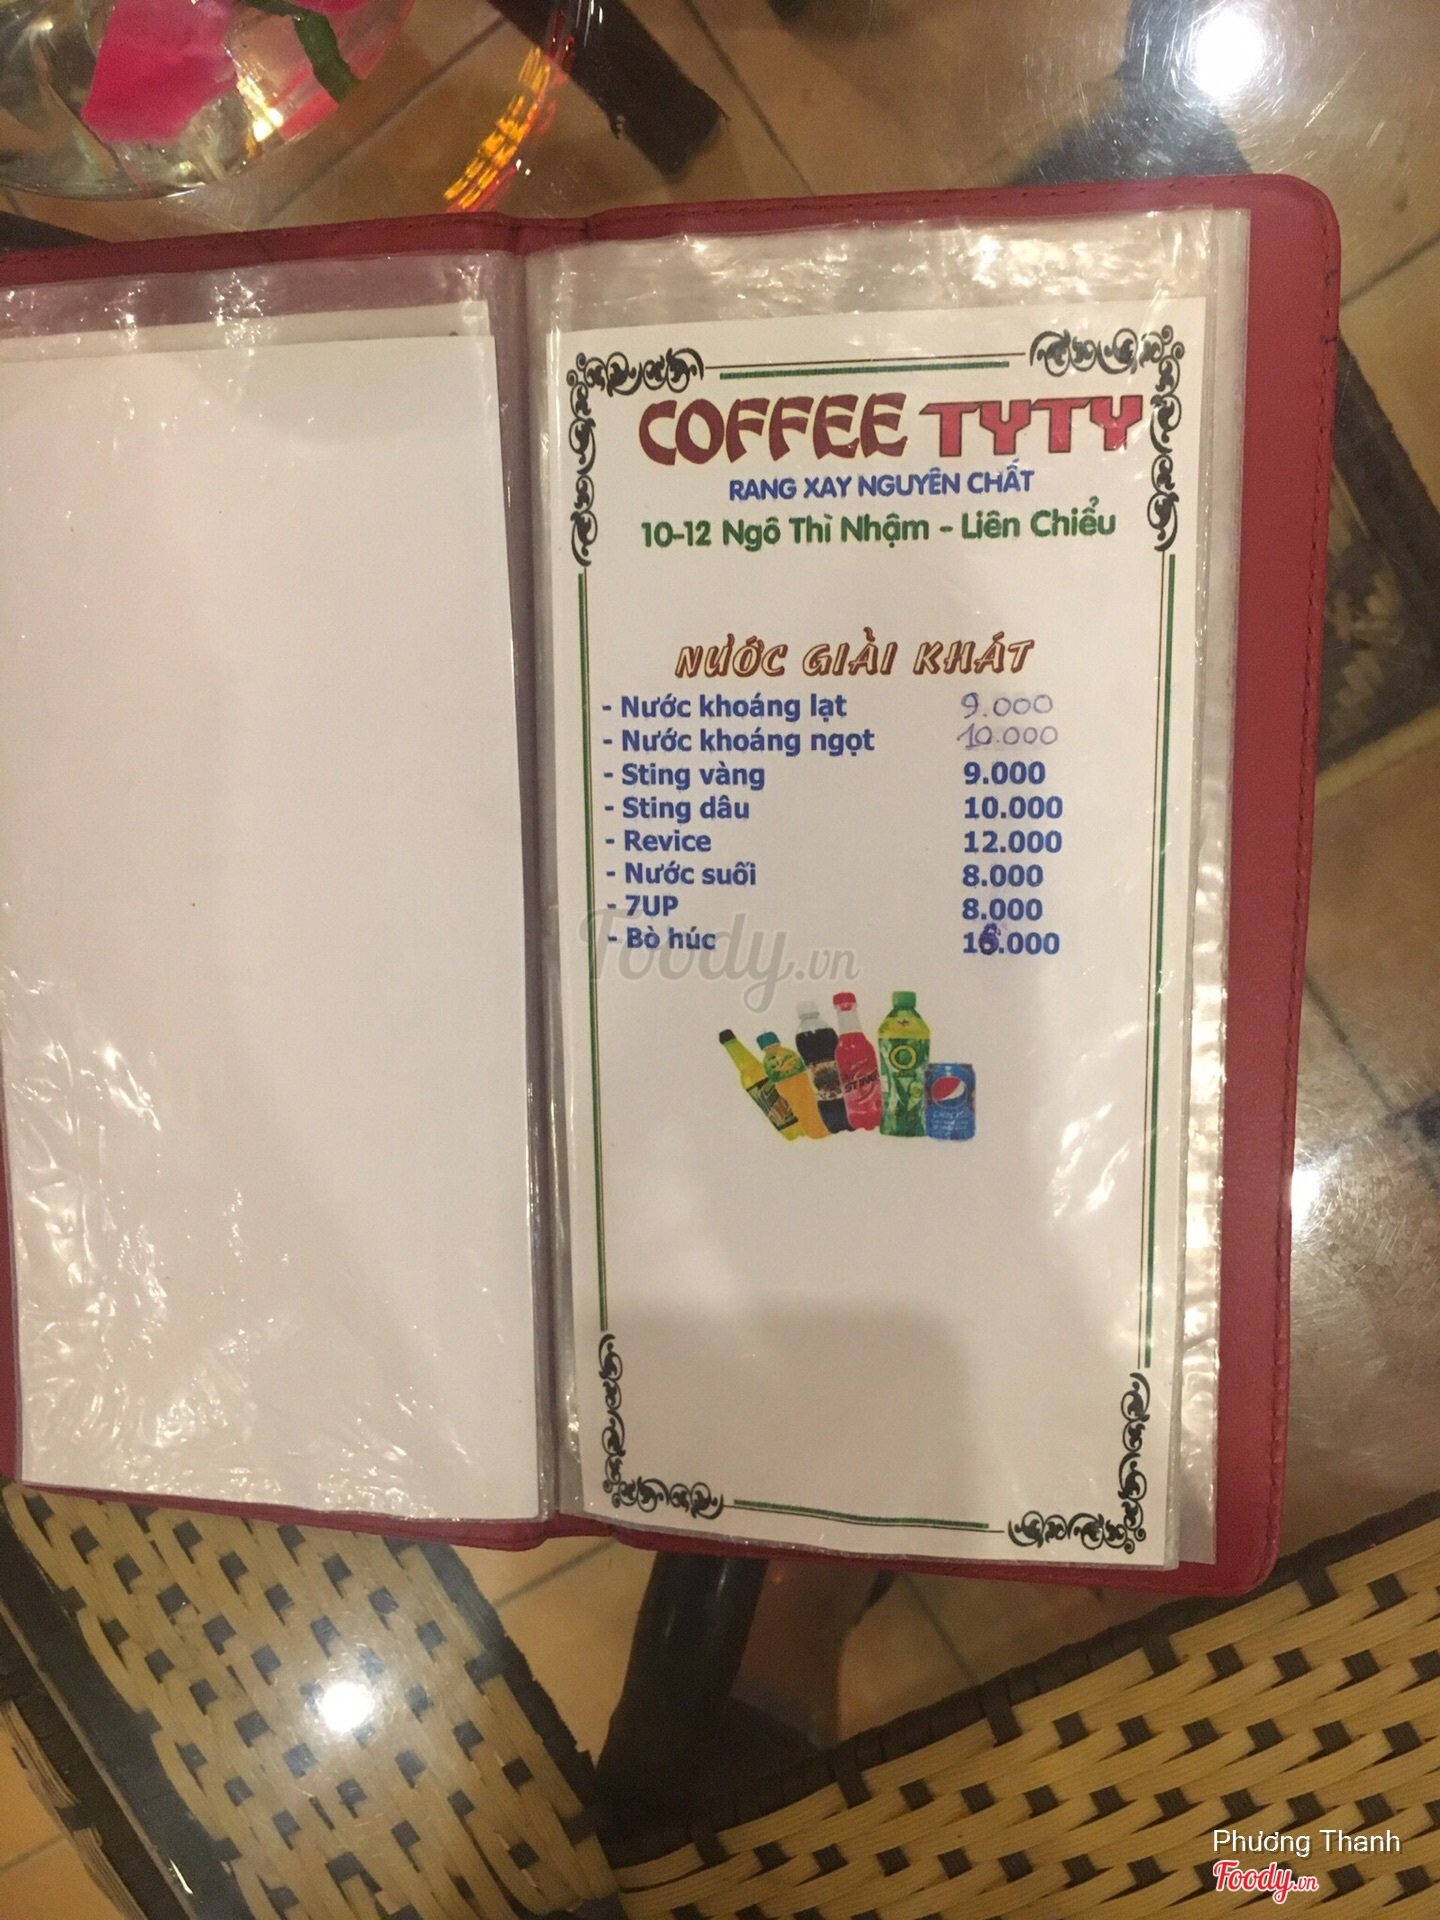 COFFEE TYTY
RANG XAY NGUYÊN CHẤT
10-12 Ngô Thì Nhậm - Liên Chiểu
NƯỚC GIẢI KHÁT
- Nước khoáng lạt 9.000
- Nước khoáng ngọt 10.000
- Sting vàng 9.000
- Sting dâu 10.000
- Revice 12.000
- Nước suối 8.000
- 7UP 8.000
- Bò húc
Foody.vn
Phương Thanh
Foody.vn